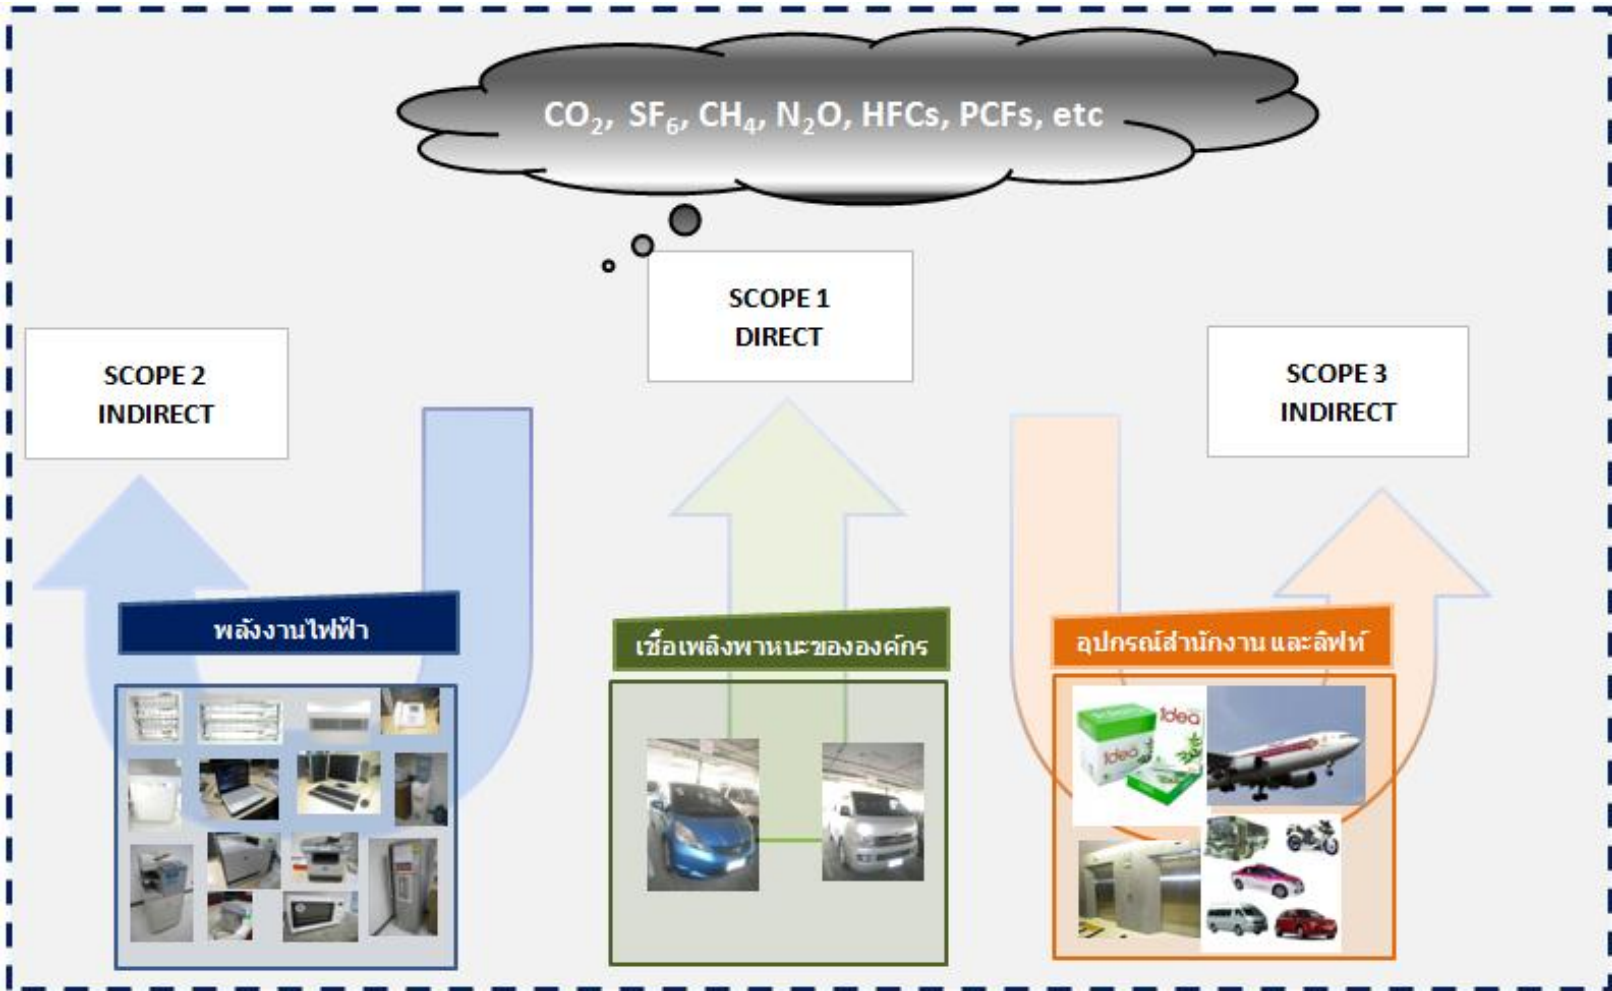 CO₂, SF₆, CH₄, N₂O, HFCs, PCFs, etc
SCOPE 1
DIRECT
SCOPE 2
INDIRECT
SCOPE 3
INDIRECT
พลังงานไฟฟ้า
เชื้อเพลิงพาหนะขององค์กร
อุปกรณ์สำนักงาน และลิฟท์
Idea
Idea